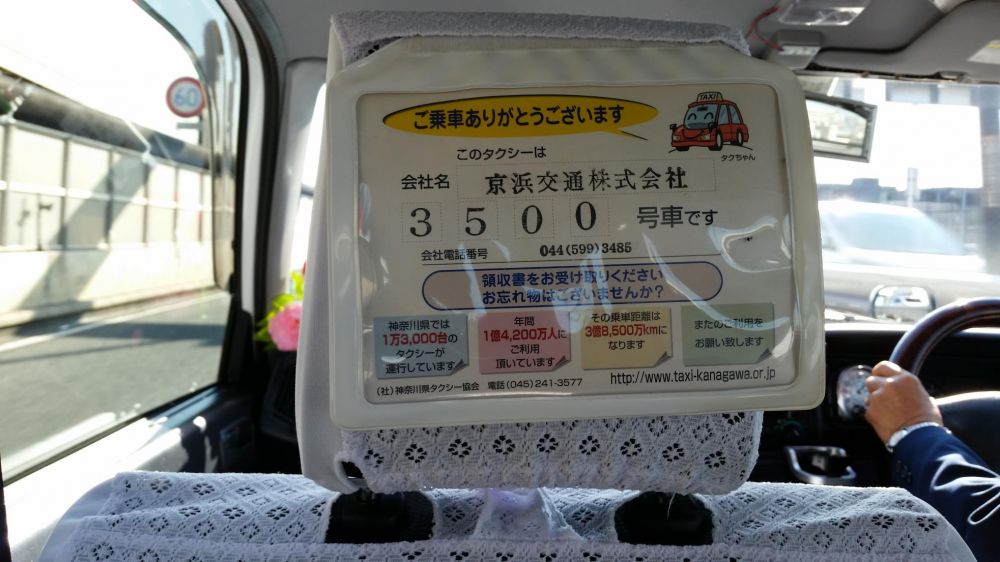 60
ご乗車ありがとうございます
TAXI
タクちゃん
このタクシーは
会社名 京浜交通株式会社
3500 号車です
会社電話番号 044(599)3485
領収書をお受け取りください
お忘れ物はございませんか?
神奈川県では
1万3,000台の
タクシーが
運行しています
年間
1億4,200万人に
ご利用
頂いています
その乗車距離は
3億8,500万kmに
なります
またのご利用を
お願い致します
(社)神奈川県タクシー協会 電話(045)241-3577
http://www.taxi-kanagawa.or.jp